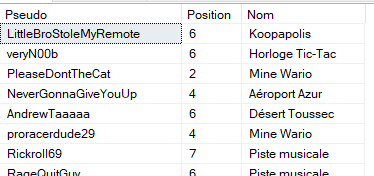 Pseudo Position Nom
LittleBroStoleMyRemote 6 Koopapolis
veryN00b 6 Horloge Tic-Tac
PleaseDontTheCat 2 Mine Wario
NeverGonnaGiveYouUp 4 Aéroport Azur
AndrewTaaaaa 6 Désert Toussec
proracerdude29 4 Mine Wario
Rickroll69 7 Piste musicale
RageQuitGuy 6 Piste musicale